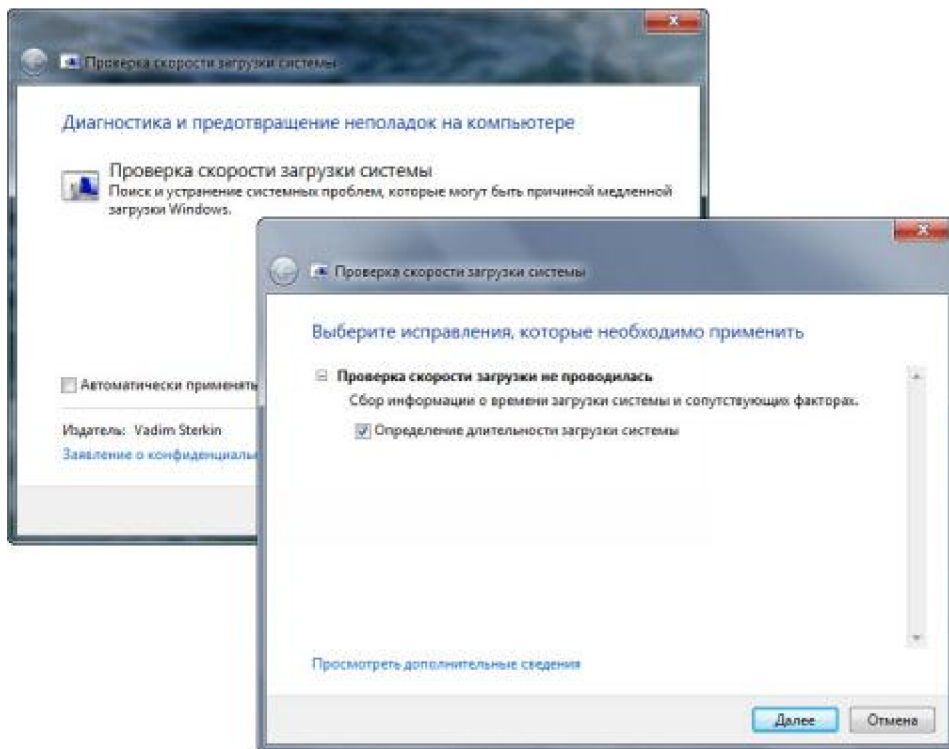 Проверка скорости загрузки системы
Диагностика и предотвращение неполадок на компьютере
Проверка скорости загрузки системы
Поиск и устранение системных проблем, которые могут быть причиной медленной
загрузки Windows.
Автоматически применять
Издатель: Vadim Sterkin
Заявление о конфиденциаль
Проверка скорости загрузки системы
Выберите исправления, которые необходимо применить
Проверка скорости загрузки не проводилась
Сбор информации о времени загрузки системы и сопутствующих факторах.
Определение длительности загрузки системы
Просмотреть дополнительные сведения
Далее
Отмена